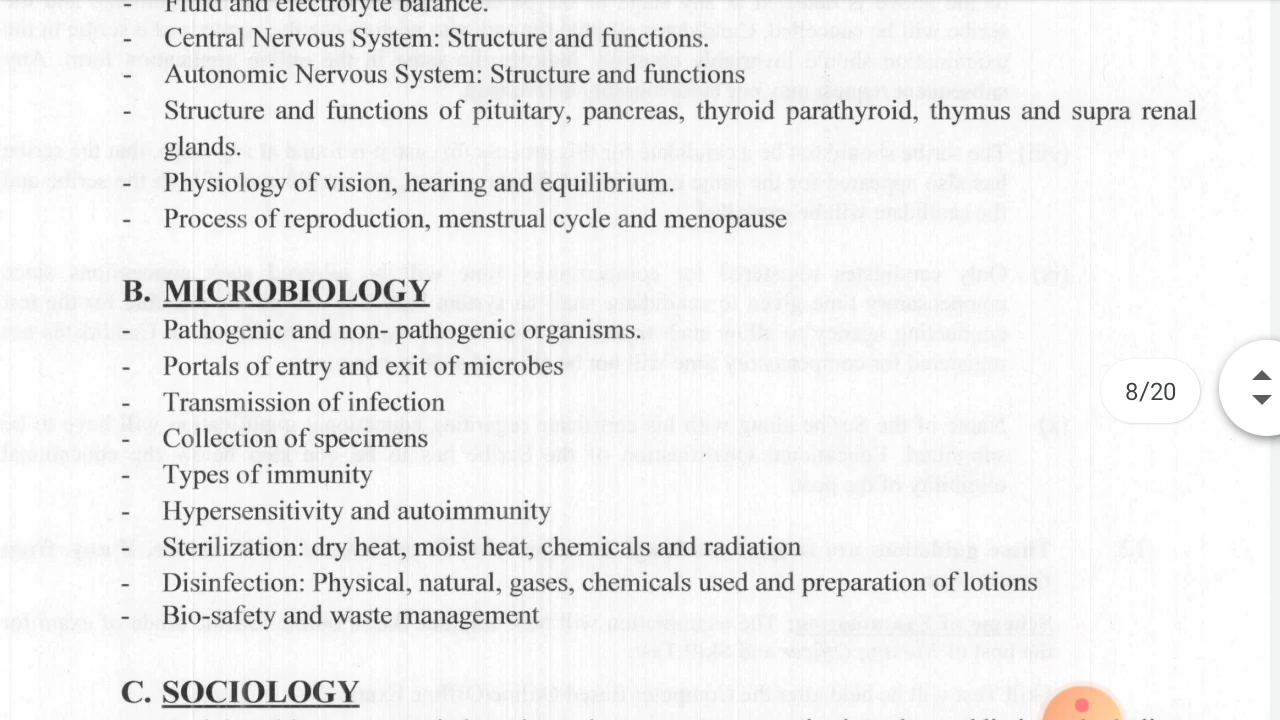 Fluid and electrolyte balance.
- Central Nervous System: Structure and functions.
- Autonomic Nervous System: Structure and functions
- Structure and functions of pituitary, pancreas, thyroid parathyroid, thymus and supra renal
glands.
- Physiology of vision, hearing and equilibrium.
- Process of reproduction, menstrual cycle and menopause
B. MICROBIOLOGY
- Pathogenic and non- pathogenic organisms.
- Portals of entry and exit of microbes
- Transmission of infection
- Collection of specimens
- Types of immunity
- Hypersensitivity and autoimmunity
- Sterilization: dry heat, moist heat, chemicals and radiation
- Disinfection: Physical, natural, gases, chemicals used and preparation of lotions
- Bio-safety and waste management
8/20
C. SOCIOLOGY